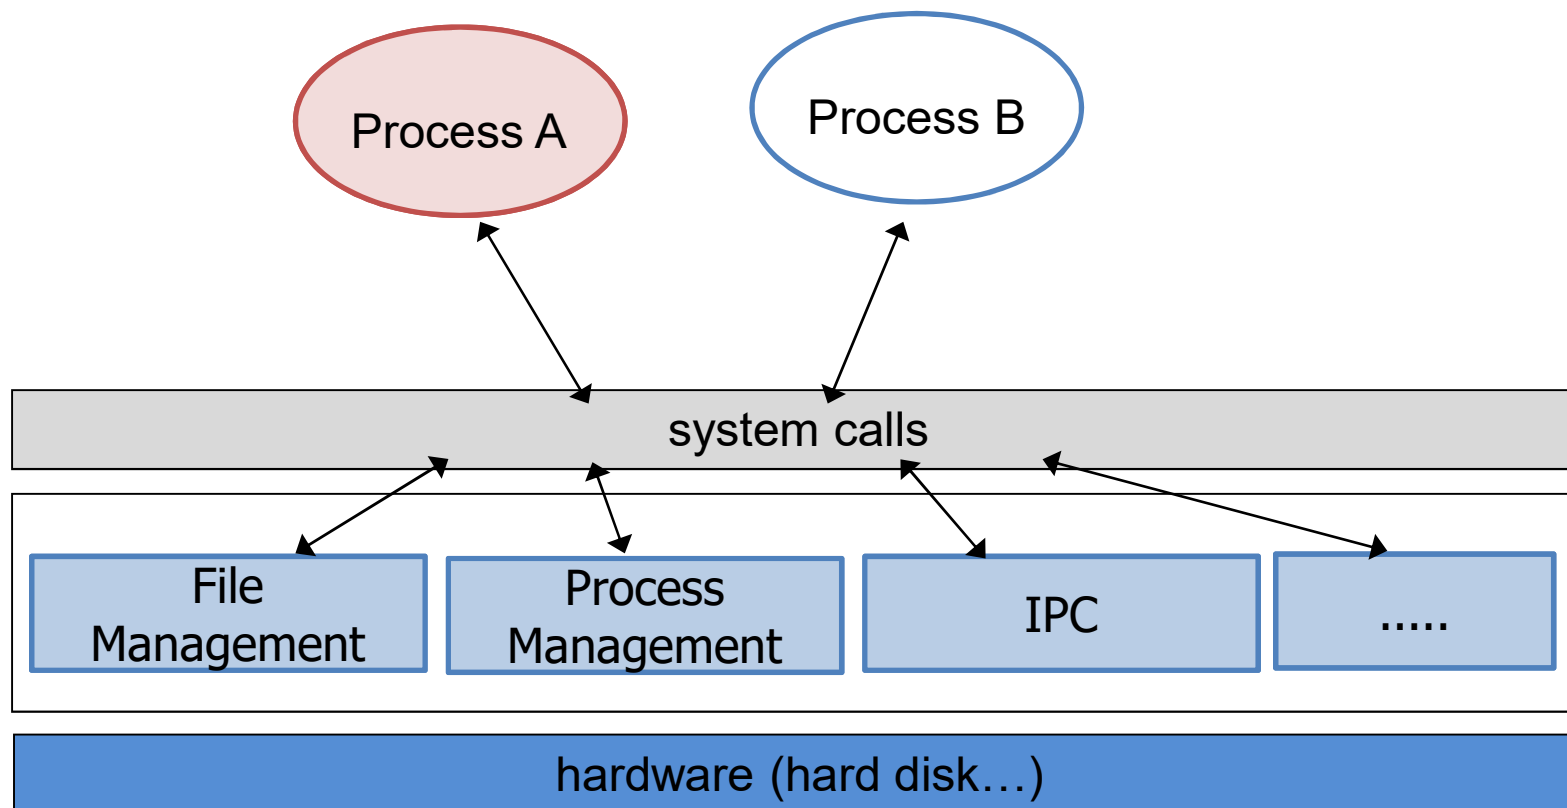 Process A
Process B
system calls
File
Management
Process
Management
IPC
.....
hardware (hard disk…)